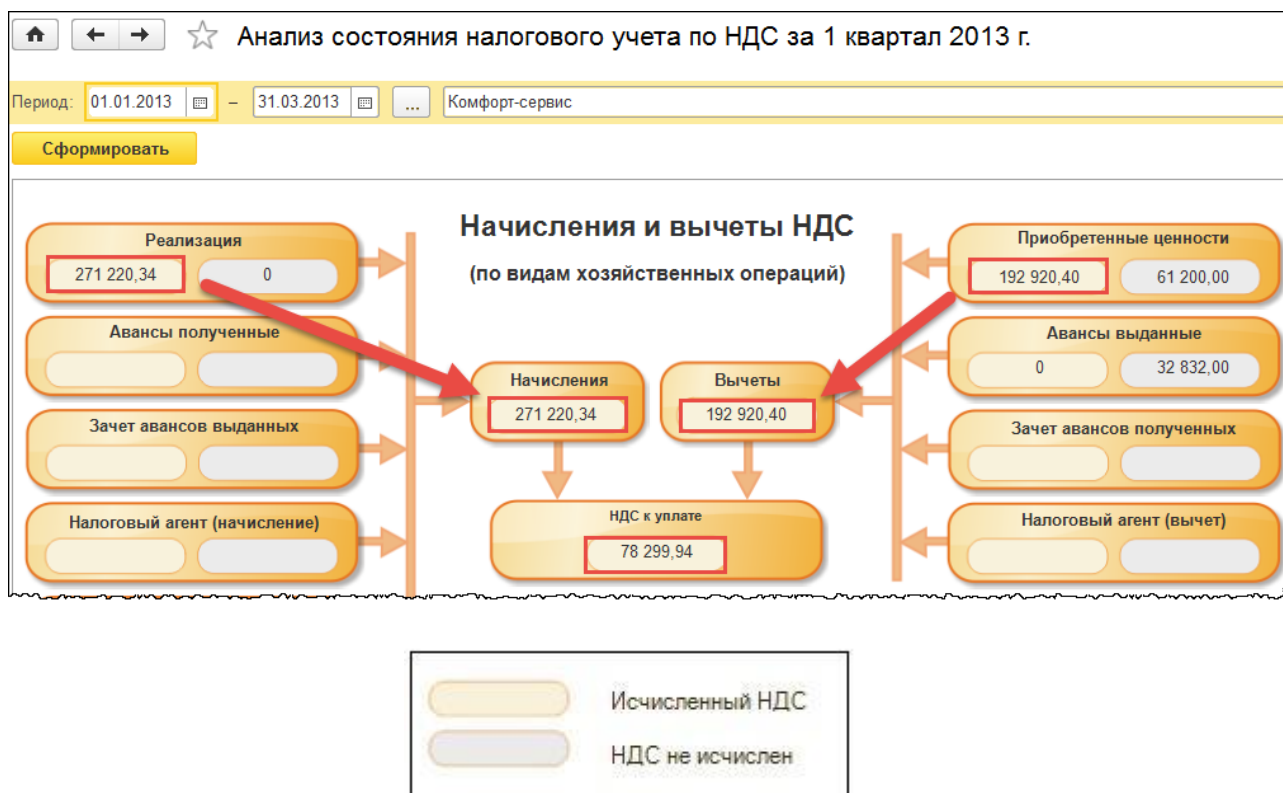 Анализ состояния налогового учета по НДС за 1 квартал 2013 г.
Период: 01.01.2013 – 31.03.2013 ... Комфорт-сервис
Сформировать
Начисления и вычеты НДС
(по видам хозяйственных операций)
Реализация
271 220,34 0
Авансы полученные
Зачет авансов выданных
Налоговый агент (начисление)
Начисления
271 220,34
Вычеты
192 920,40
НДС к уплате
78 299,94
Приобретенные ценности
192 920,40 61 200,00
Авансы выданные
0 32 832,00
Зачет авансов полученных
Налоговый агент (вычет)
Исчисленный НДС
НДС не исчислен